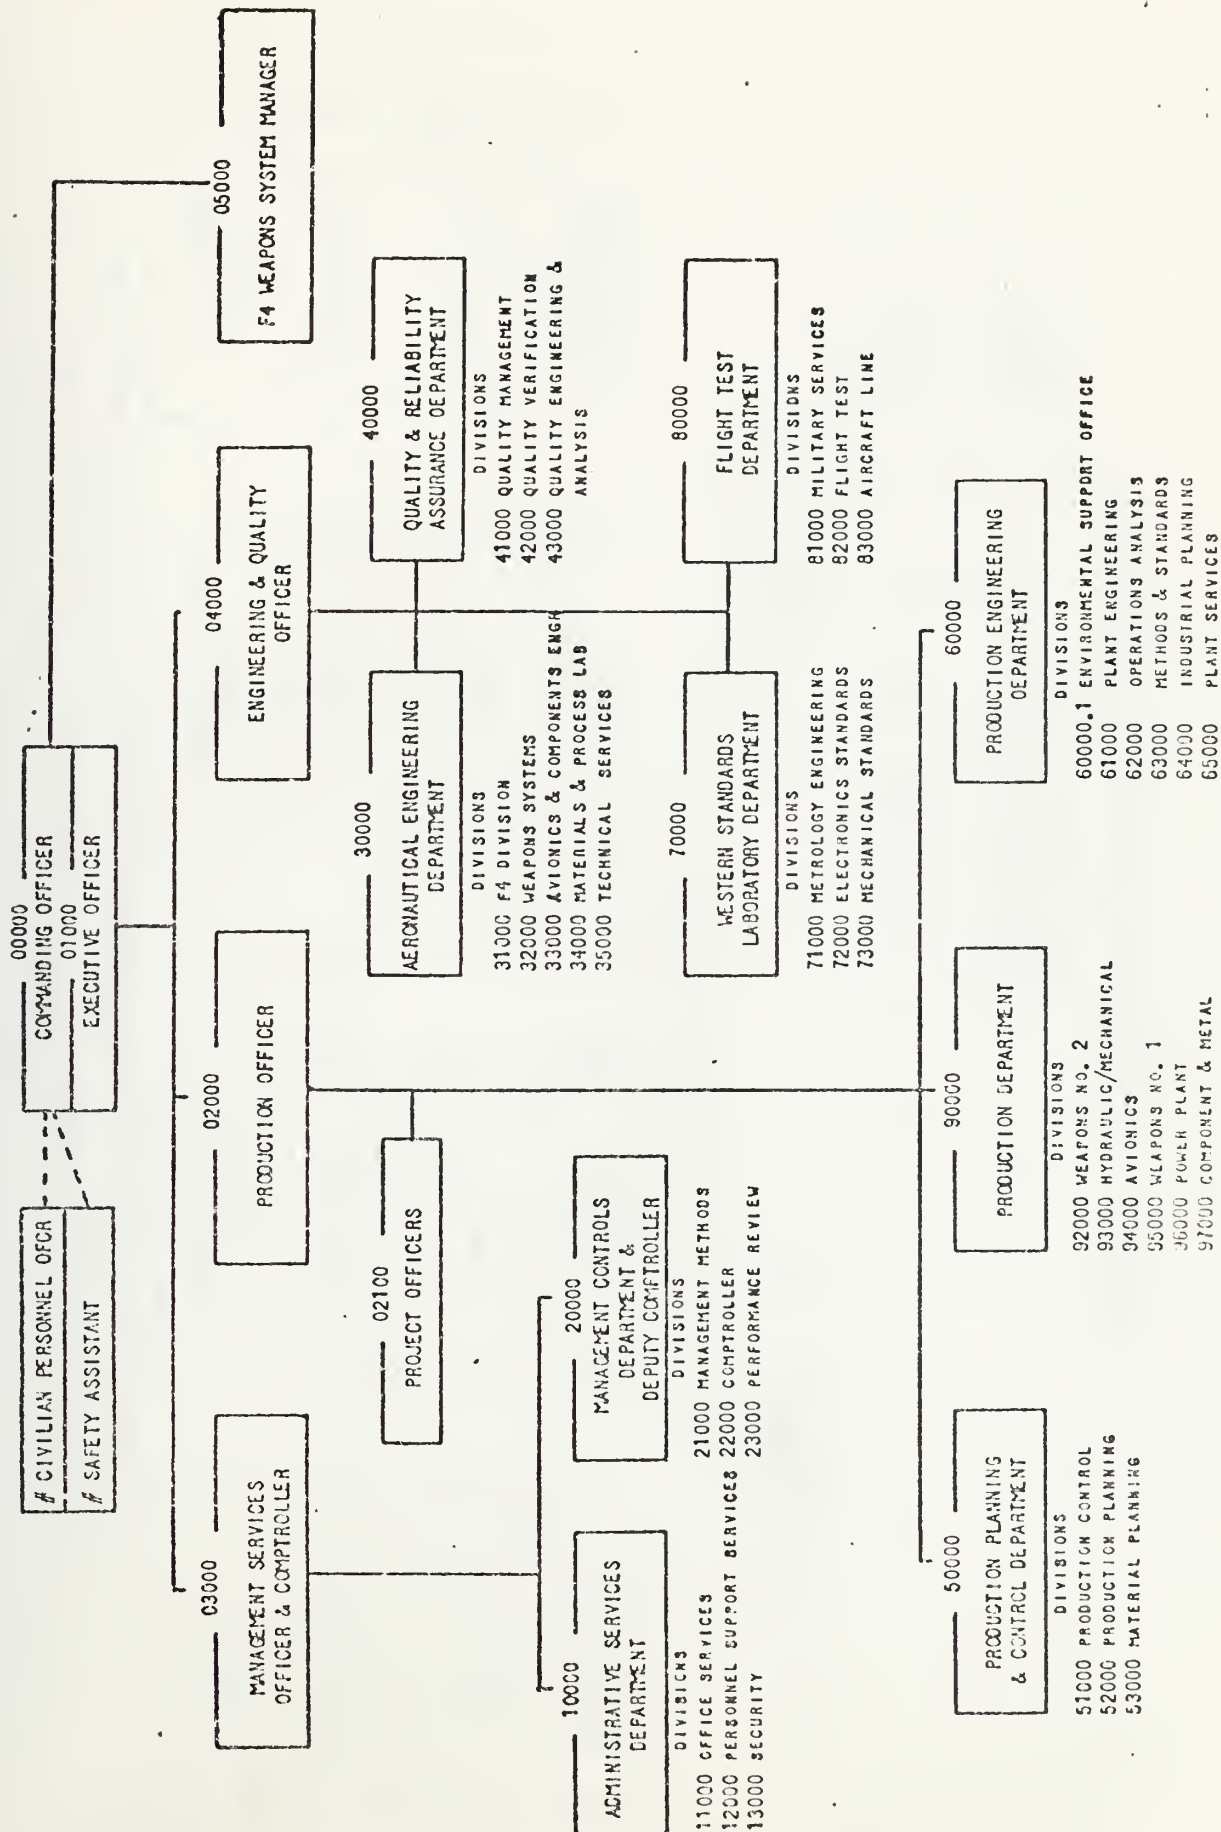 00000
COMMANDING OFFICER
01000
EXECUTIVE OFFICER
# CIVILIAN PERSONNEL OFCR
# SAFETY ASSISTANT
05000
F4 WEAPONS SYSTEM MANAGER
03000
MANAGEMENT SERVICES
OFFICER & COMPTROLLER
02000
PRODUCTION OFFICER
04000
ENGINEERING & QUALITY
OFFICER
02100
PROJECT OFFICERS
30000
AERONAUTICAL ENGINEERING
DEPARTMENT
DIVISIONS
31000 F4 DIVISION
32000 WEAPONS SYSTEMS
33000 AVIONICS & COMPONENTS ENGR
34000 MATERIALS & PROCESS LAB
35000 TECHNICAL SERVICES
40000
QUALITY & RELIABILITY
ASSURANCE DEPARTMENT
DIVISIONS
41000 QUALITY MANAGEMENT
42000 QUALITY VERIFICATION
43000 QUALITY ENGINEERING &
ANALYSIS
10000
ADMINISTRATIVE SERVICES
DEPARTMENT
DIVISIONS
11000 OFFICE SERVICES
12000 PERSONNEL SUPPORT SERVICES
13000 SECURITY
20000
MANAGEMENT CONTROLS
DEPARTMENT &
DEPUTY COMPTROLLER
DIVISIONS
21000 MANAGEMENT METHODS
22000 COMPTROLLER
23000 PERFORMANCE REVIEW
70000
WESTERN STANDARDS
LABORATORY DEPARTMENT
DIVISIONS
71000 METROLOGY ENGINEERING
72000 ELECTRONICS STANDARDS
73000 MECHANICAL STANDARDS
80000
FLIGHT TEST
DEPARTMENT
DIVISIONS
81000 MILITARY SERVICES
82000 FLIGHT TEST
83000 AIRCRAFT LINE
50000
PRODUCTION PLANNING
& CONTROL DEPARTMENT
DIVISIONS
51000 PRODUCTION CONTROL
52000 PRODUCTION PLANNING
53000 MATERIAL PLANNING
90000
PRODUCTION DEPARTMENT
DIVISIONS
92000 WEAPONS NO. 2
93000 HYDRAULIC/MECHANICAL
94000 AVIONICS
95000 WEAPONS NO. 1
96000 POWER PLANT
97000 COMPONENT & METAL
60000
PRODUCTION ENGINEERING
DEPARTMENT
DIVISIONS
60000.1 ENVIRONMENTAL SUPPORT OFFICE
61000 PLANT ENGINEERING
62000 OPERATIONS ANALYSIS
63000 METHODS & STANDARDS
64000 INDUSTRIAL PLANNING
65000 PLANT SERVICES